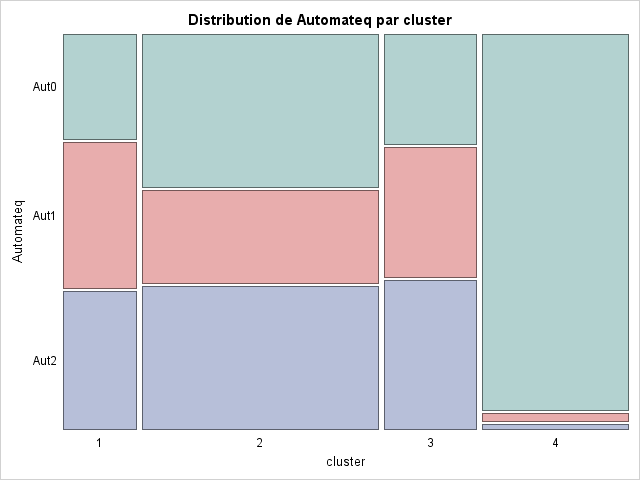 Distribution de Automateq par cluster
Aut0
Aut1
Aut2
Automateq
1 2 3 4
cluster